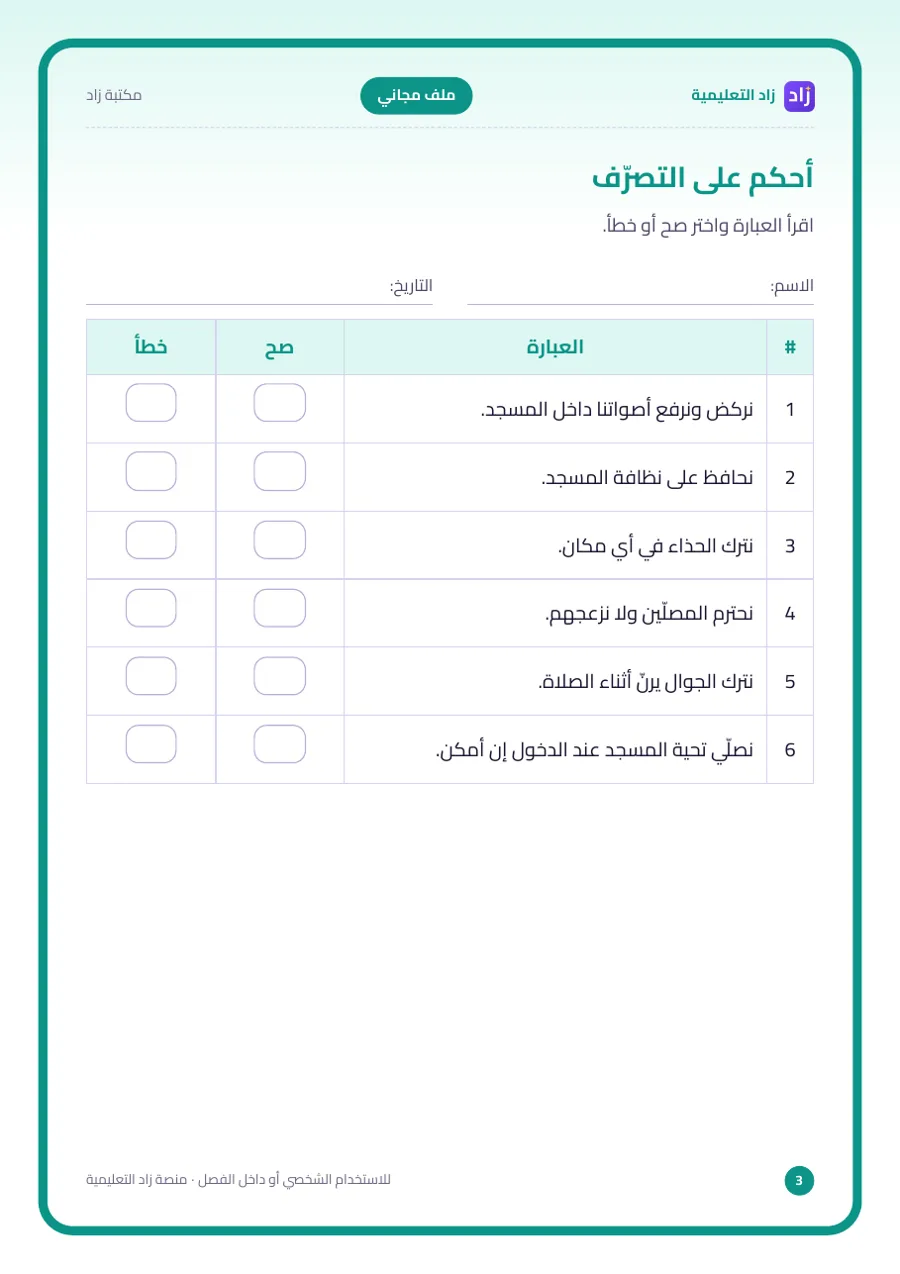 زاد زاد التعليمية
ملف مجاني
مكتبة زاد
أحكم على التصرّف
اقرأ العبارة واختر صح أو خطأ.
الاسم: التاريخ:
# العبارة صح خطأ
1 نركض ونرفع أصواتنا داخل المسجد.
2 نحافظ على نظافة المسجد.
3 نترك الحذاء في أي مكان.
4 نحترم المصلّين ولا نزعجهم.
5 نترك الجوال يرنّ أثناء الصلاة.
6 نصلّي تحية المسجد عند الدخول إن أمكن.
3
للاستخدام الشخصي أو داخل الفصل · منصة زاد التعليمية